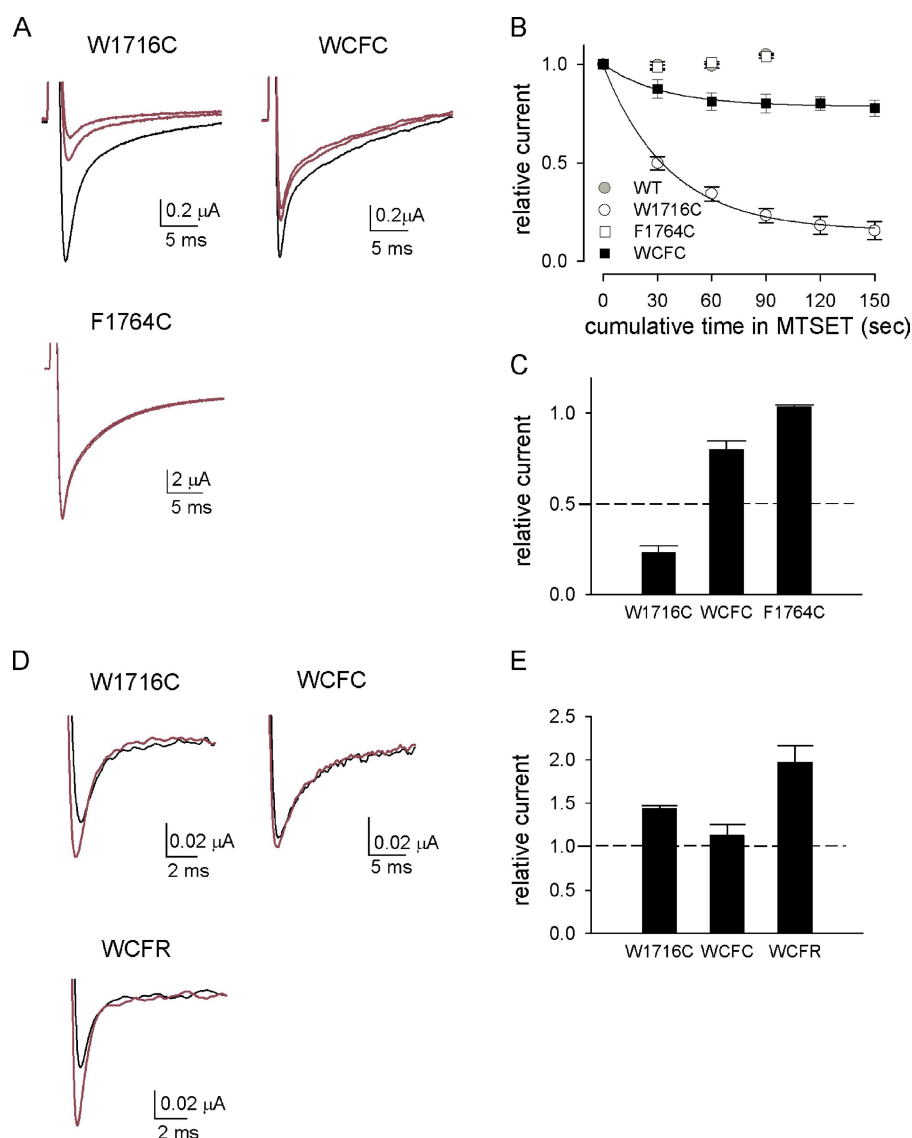 A
W1716C
WCFC
0.2 µA
5 ms
0.2µA
5 ms
F1764C
2 µA
5 ms
B
relative current
1.0
0.5
0.0
WT
W1716C
F1764C
WCFC
0 30 60 90 120 150
cumulative time in MTSET (sec)
C
relative current
1.0
0.5
0.0
W1716C WCFC F1764C
D
W1716C
WCFC
0.02 µA
2 ms
0.02 µA
5 ms
WCFR
0.02 µA
2 ms
E
relative current
2.5
2.0
1.5
1.0
0.5
0.0
W1716C WCFC WCFR